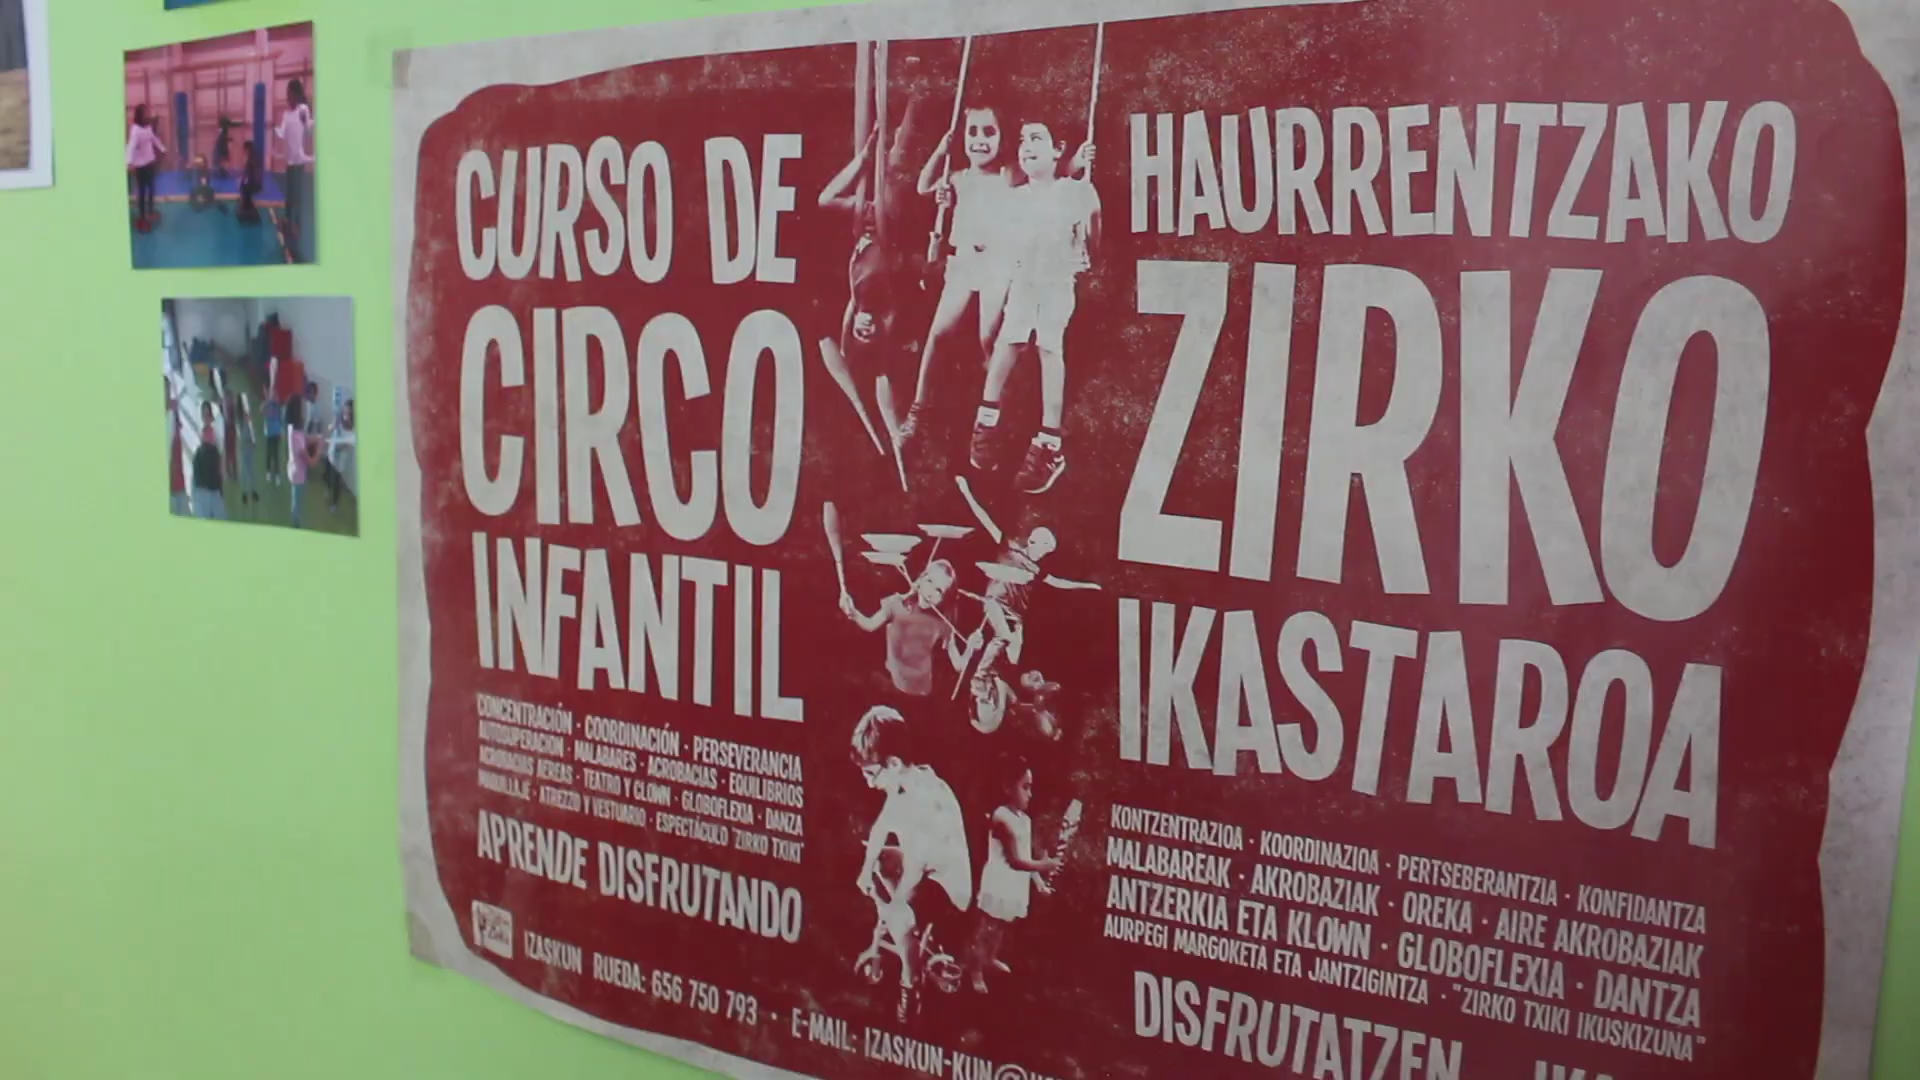 CURSO DE
CIRCO
INFANTIL
CONCENTRACIÓN · COORDINACIÓN · PERSEVERANCIA
AUTOSUPERACIÓN · MALABARES · ACROBACIAS · EQUILIBRIOS
ACROBACIAS AÉREAS · TEATRO Y CLOWN · GLOBOFLEXIA · DANZA
MAQUILLAJE · ATREZZO Y VESTUARIO · ESPECTÁCULO "ZIRKO TXIKI"
APRENDE DISFRUTANDO
HAURRENTZAKO
ZIRKO
IKASTAROA
KONTZENTRAZIOA · KOORDINAZIOA · PERTSEBERANTZIA · KONFIDANTZA
MALABAREAK · AKROBAZIAK · OREKA · AIRE AKROBAZIAK
ANTZERKIA ETA KLOWN · GLOBOFLEXIA · DANTZA
AURPEGI MARGOKETA ETA JANTZIGINTZA · "ZIRKO TXIKI IKUSKIZUNA"
DISFRUTATZEN
IZASKUN RUEDA: 656 750 793 · E-MAIL: IZASKUN-KUN@